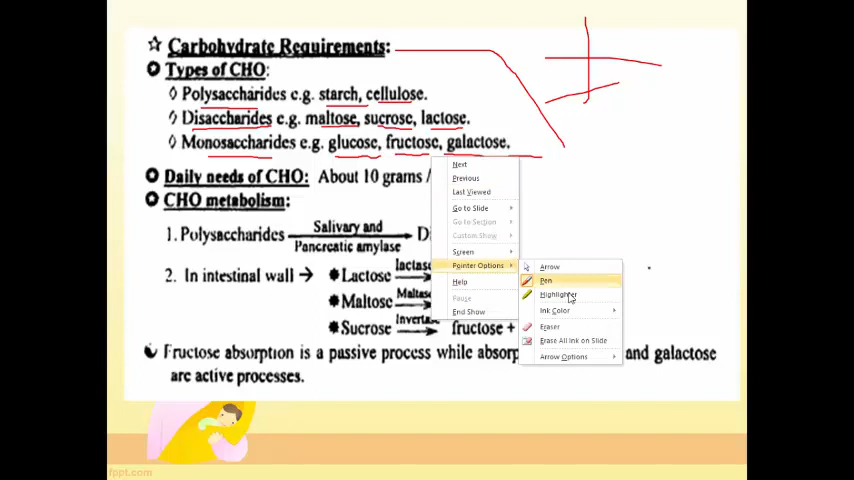 Carbohydrate Requirements:
Types of CHO:
Polysaccharides e.g. starch, cellulose.
Disaccharides e.g. maltose, sucrose, lactose.
Monosaccharides e.g. glucose, fructose, galactose.
Daily needs of CHO: About 10 grams /
CHO metabolism:
1. Polysaccharides Salivary and Pancreatic amylase
2. In intestinal wall → Lactose
Maltose
Sucrose fructose +
Fructose absorption is a passive process while and galactose
are active processes.
Next
Previous
Last Viewed
Go to Slide
Go to Section
Custom Show
Screen
Pointer Options
Help
Pause
End Show
Arrow
Pen
Highlighter
Ink Color
Eraser
Erase All Ink on Slide
Arrow Options
fppt.com